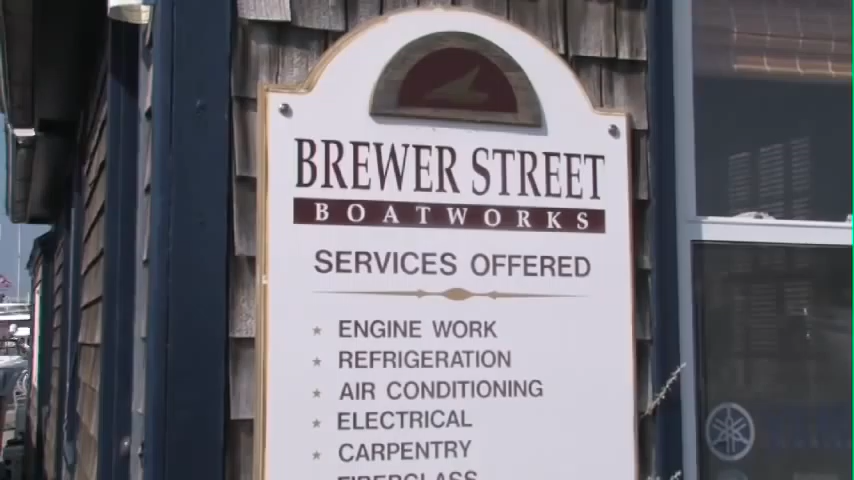 BREWER STREET
BOATWORKS
SERVICES OFFERED
ENGINE WORK
REFRIGERATION
AIR CONDITIONING
ELECTRICAL
CARPENTRY
FIBERGLASS